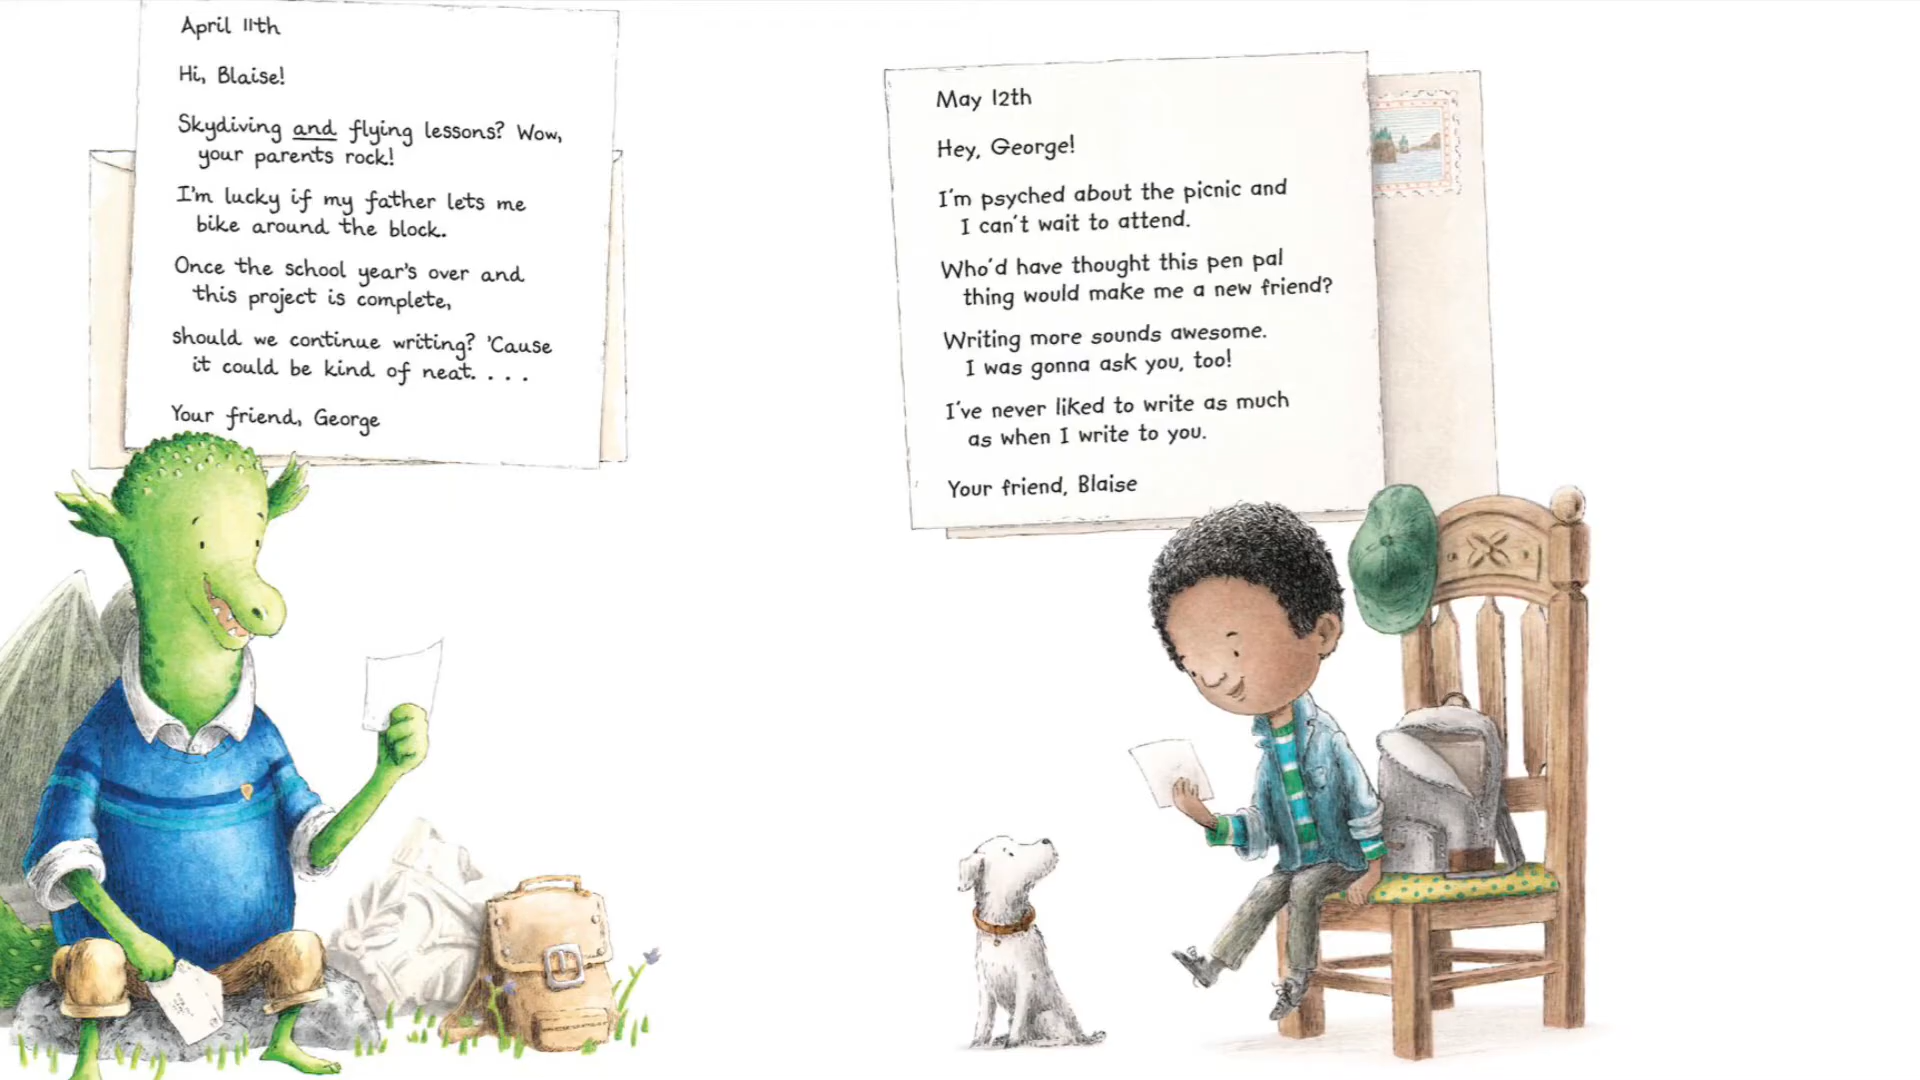 April 11th
Hi, Blaise!
Skydiving and flying lessons? Wow,
your parents rock!
I'm lucky if my father lets me
bike around the block.
Once the school year's over and
this project is complete,
should we continue writing? 'Cause
it could be kind of neat. . . .
Your friend, George
May 12th
Hey, George!
I'm psyched about the picnic and
I can't wait to attend.
Who'd have thought this pen pal
thing would make me a new friend?
Writing more sounds awesome.
I was gonna ask you, too!
I've never liked to write as much
as when I write to you.
Your friend, Blaise